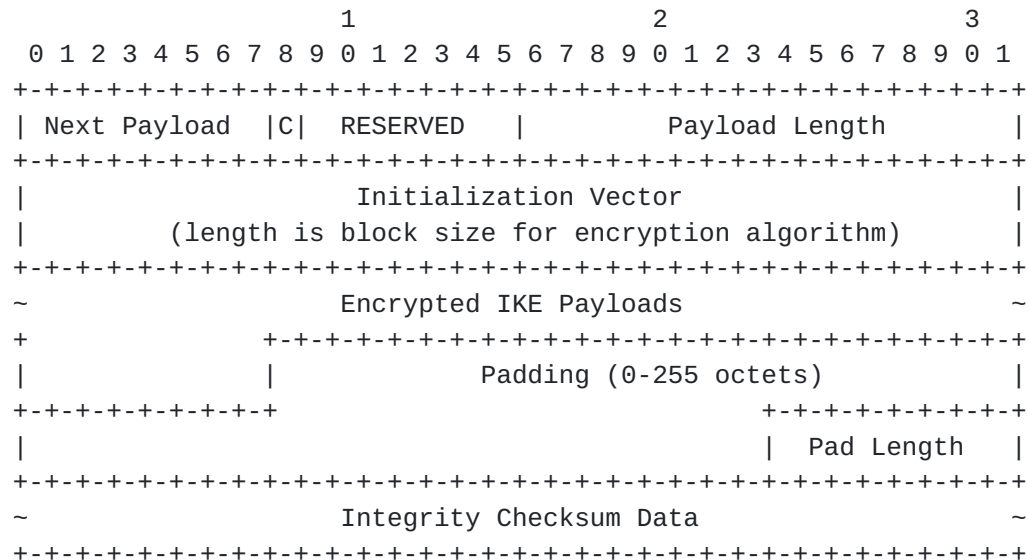 1                   2                   3
 0 1 2 3 4 5 6 7 8 9 0 1 2 3 4 5 6 7 8 9 0 1 2 3 4 5 6 7 8 9 0 1
+-+-+-+-+-+-+-+-+-+-+-+-+-+-+-+-+-+-+-+-+-+-+-+-+-+-+-+-+-+-+-+-+
| Next Payload  |C|  RESERVED   |         Payload Length        |
+-+-+-+-+-+-+-+-+-+-+-+-+-+-+-+-+-+-+-+-+-+-+-+-+-+-+-+-+-+-+-+-+
|                     Initialization Vector                     |
|         (length is block size for encryption algorithm)       |
+-+-+-+-+-+-+-+-+-+-+-+-+-+-+-+-+-+-+-+-+-+-+-+-+-+-+-+-+-+-+-+-+
~                    Encrypted IKE Payloads                     ~
+               +-+-+-+-+-+-+-+-+-+-+-+-+-+-+-+-+-+-+-+-+-+-+-+-+
|               |             Padding (0-255 octets)            |
+-+-+-+-+-+-+-+-+                               +-+-+-+-+-+-+-+-+
|                                               |  Pad Length   |
+-+-+-+-+-+-+-+-+-+-+-+-+-+-+-+-+-+-+-+-+-+-+-+-+-+-+-+-+-+-+-+-+
~                    Integrity Checksum Data                    ~
+-+-+-+-+-+-+-+-+-+-+-+-+-+-+-+-+-+-+-+-+-+-+-+-+-+-+-+-+-+-+-+-+